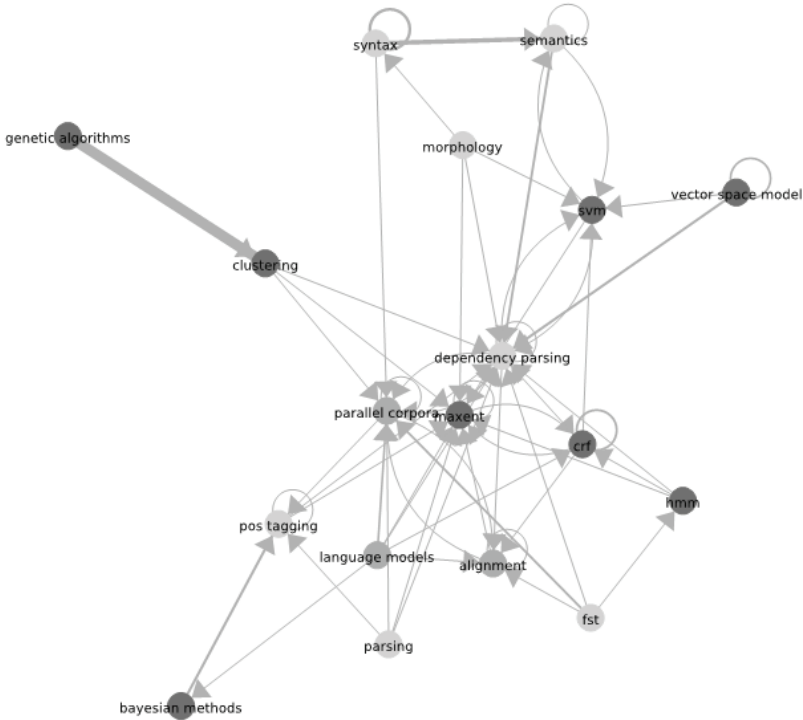 syntax
semantics
genetic algorithms
morphology
vector space model
svm
clustering
dependency parsing
parallel corpora
maxent
crf
hmm
pos tagging
language models
alignment
fst
parsing
bayesian methods